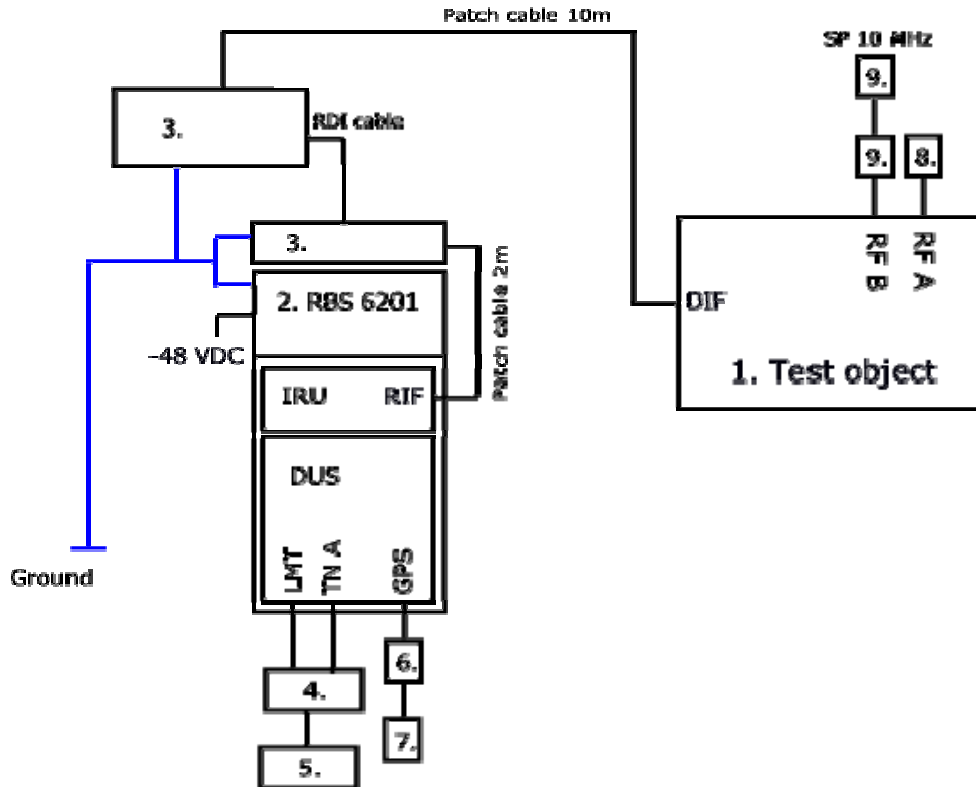 Patch cable 10m
SP 10 MHz
9.
3.
RDI cable
9.
8.
3.
Patch cable 2m
RF B
RF A
2. RBS 6201
DIF
-48 VDC
1. Test object
IRU
RIF
DUS
LMT
TN A
GPS
Ground
6.
4.
7.
5.